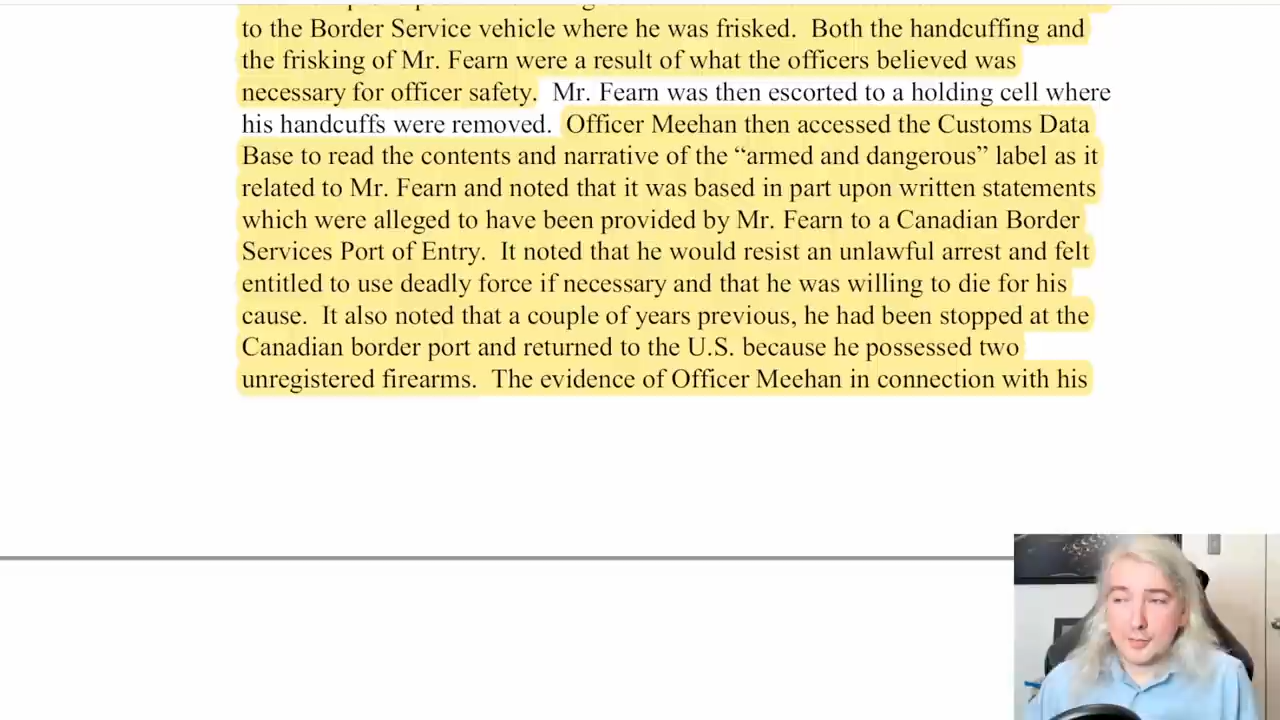 to the Border Service vehicle where he was frisked. Both the handcuffing and
the frisking of Mr. Fearn were a result of what the officers believed was
necessary for officer safety. Mr. Fearn was then escorted to a holding cell where
his handcuffs were removed. Officer Meehan then accessed the Customs Data
Base to read the contents and narrative of the “armed and dangerous” label as it
related to Mr. Fearn and noted that it was based in part upon written statements
which were alleged to have been provided by Mr. Fearn to a Canadian Border
Services Port of Entry. It noted that he would resist an unlawful arrest and felt
entitled to use deadly force if necessary and that he was willing to die for his
cause. It also noted that a couple of years previous, he had been stopped at the
Canadian border port and returned to the U.S. because he possessed two
unregistered firearms. The evidence of Officer Meehan in connection with his